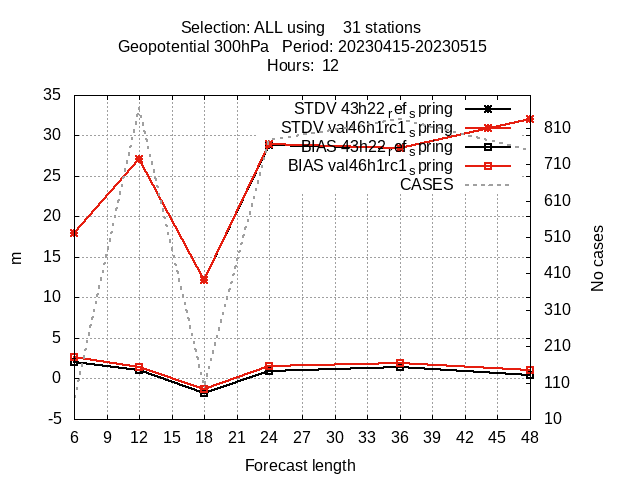 Selection: ALL using 31 stations
Geopotential 300hPa Period: 20230415-20230515
Hours: 12
STDV 43h22_ref_spring
STDV val46h1rc1_spring
BIAS 43h22_ref_spring
BIAS val46h1rc1_spring
CASES
35
30
25
20
15
10
5
0
-5
m
810
710
610
510
410
310
210
110
10
No cases
6 9 12 15 18 21 24 27 30 33 36 39 42 45 48
Forecast length